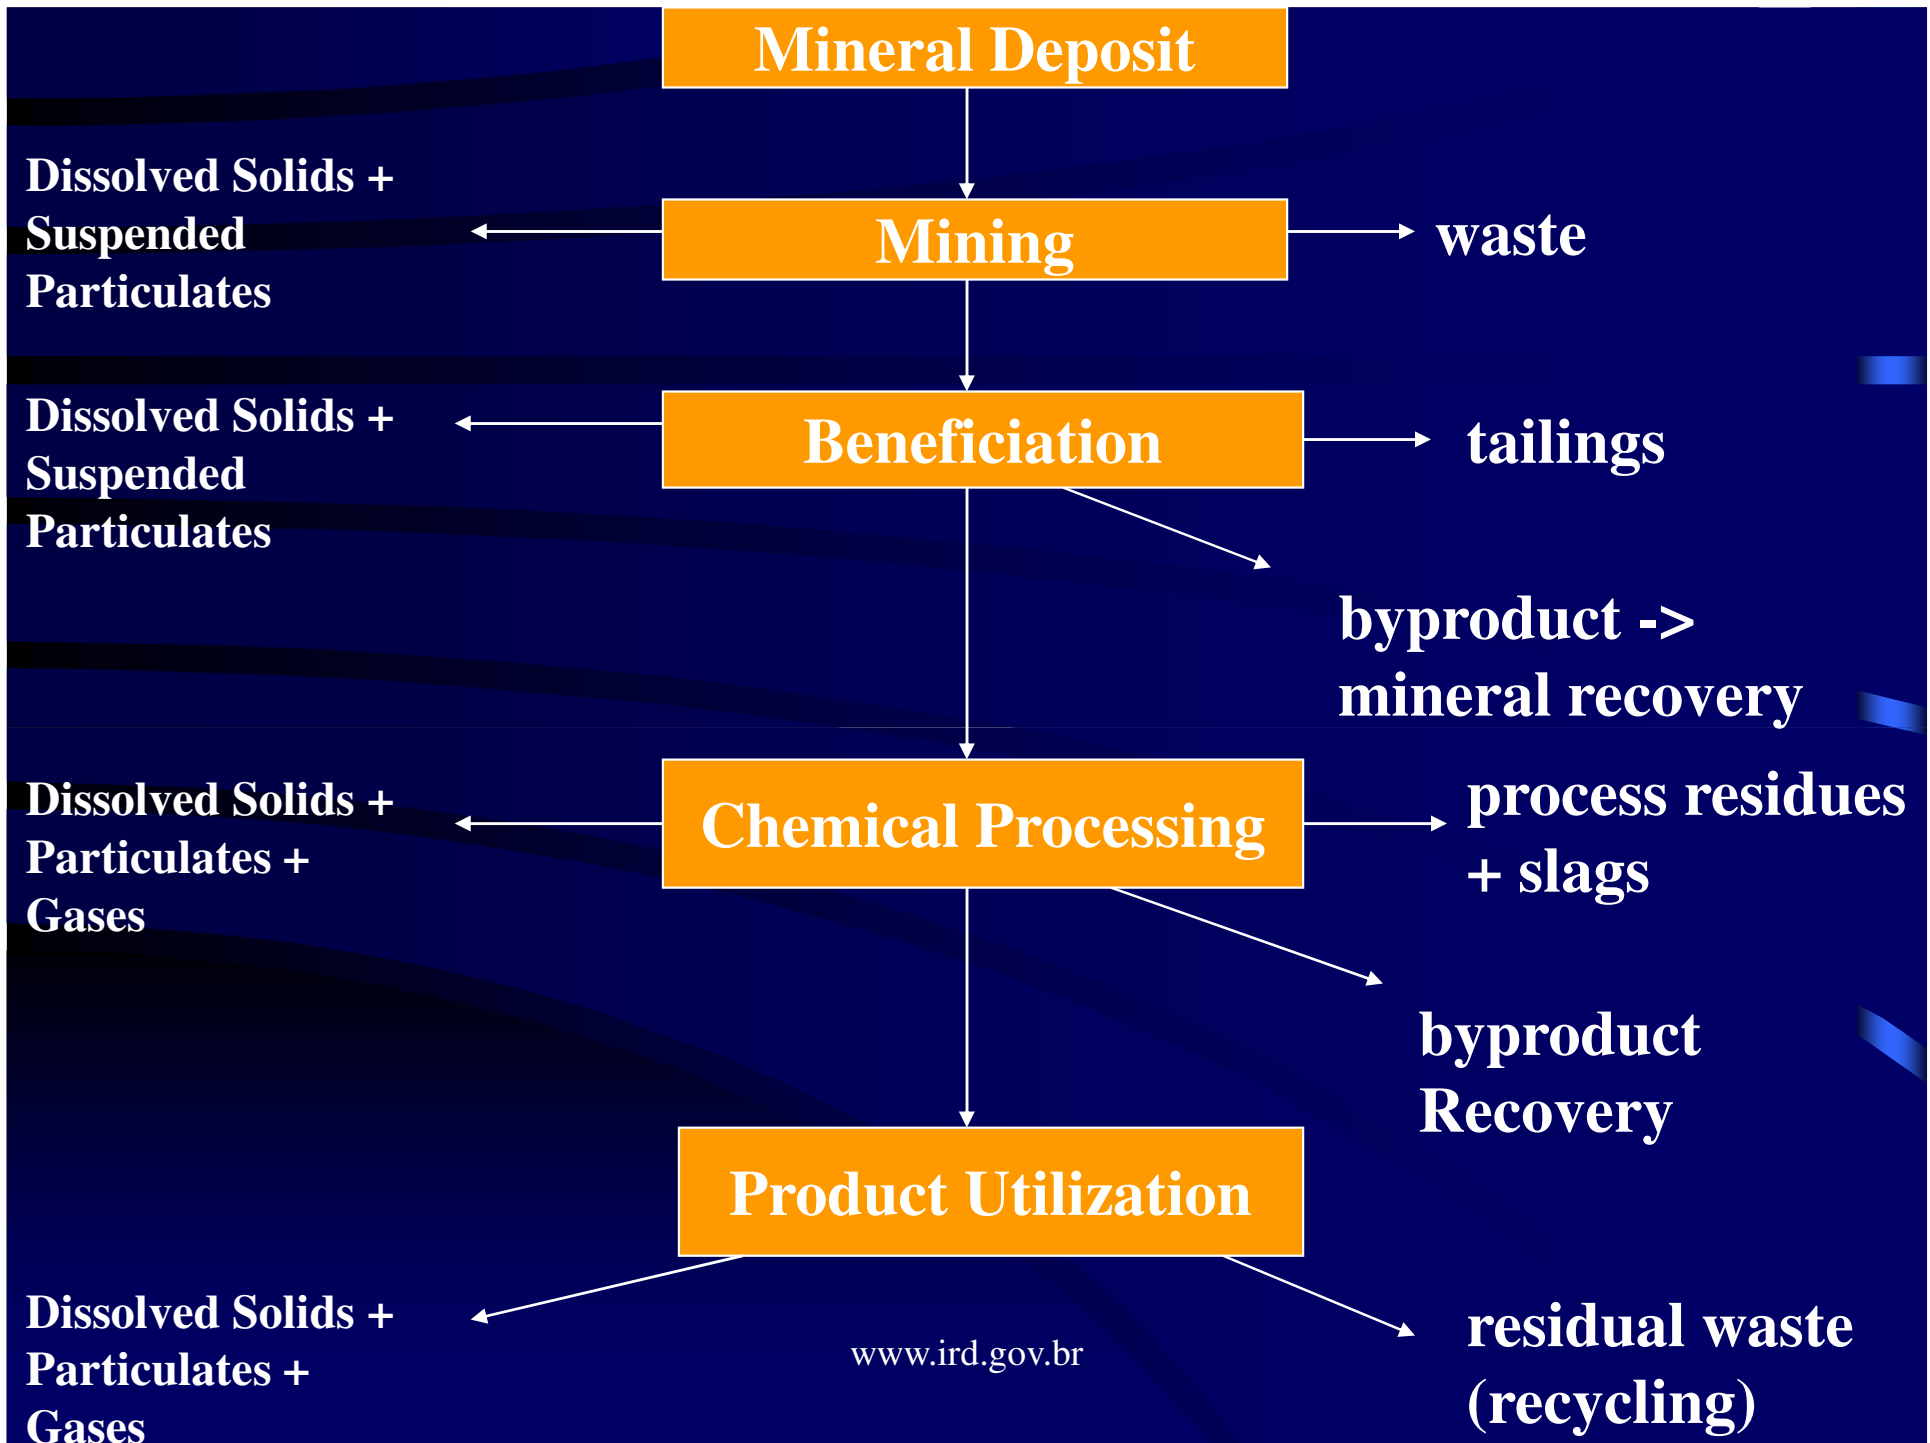 Mineral Deposit
Dissolved Solids +
Suspended
Particulates
Mining
waste
Dissolved Solids +
Suspended
Particulates
Beneficiation
tailings
byproduct ->
mineral recovery
Dissolved Solids +
Particulates +
Gases
Chemical Processing
process residues
+ slags
byproduct
Recovery
Product Utilization
Dissolved Solids +
Particulates +
Gases
www.ird.gov.br
residual waste
(recycling)